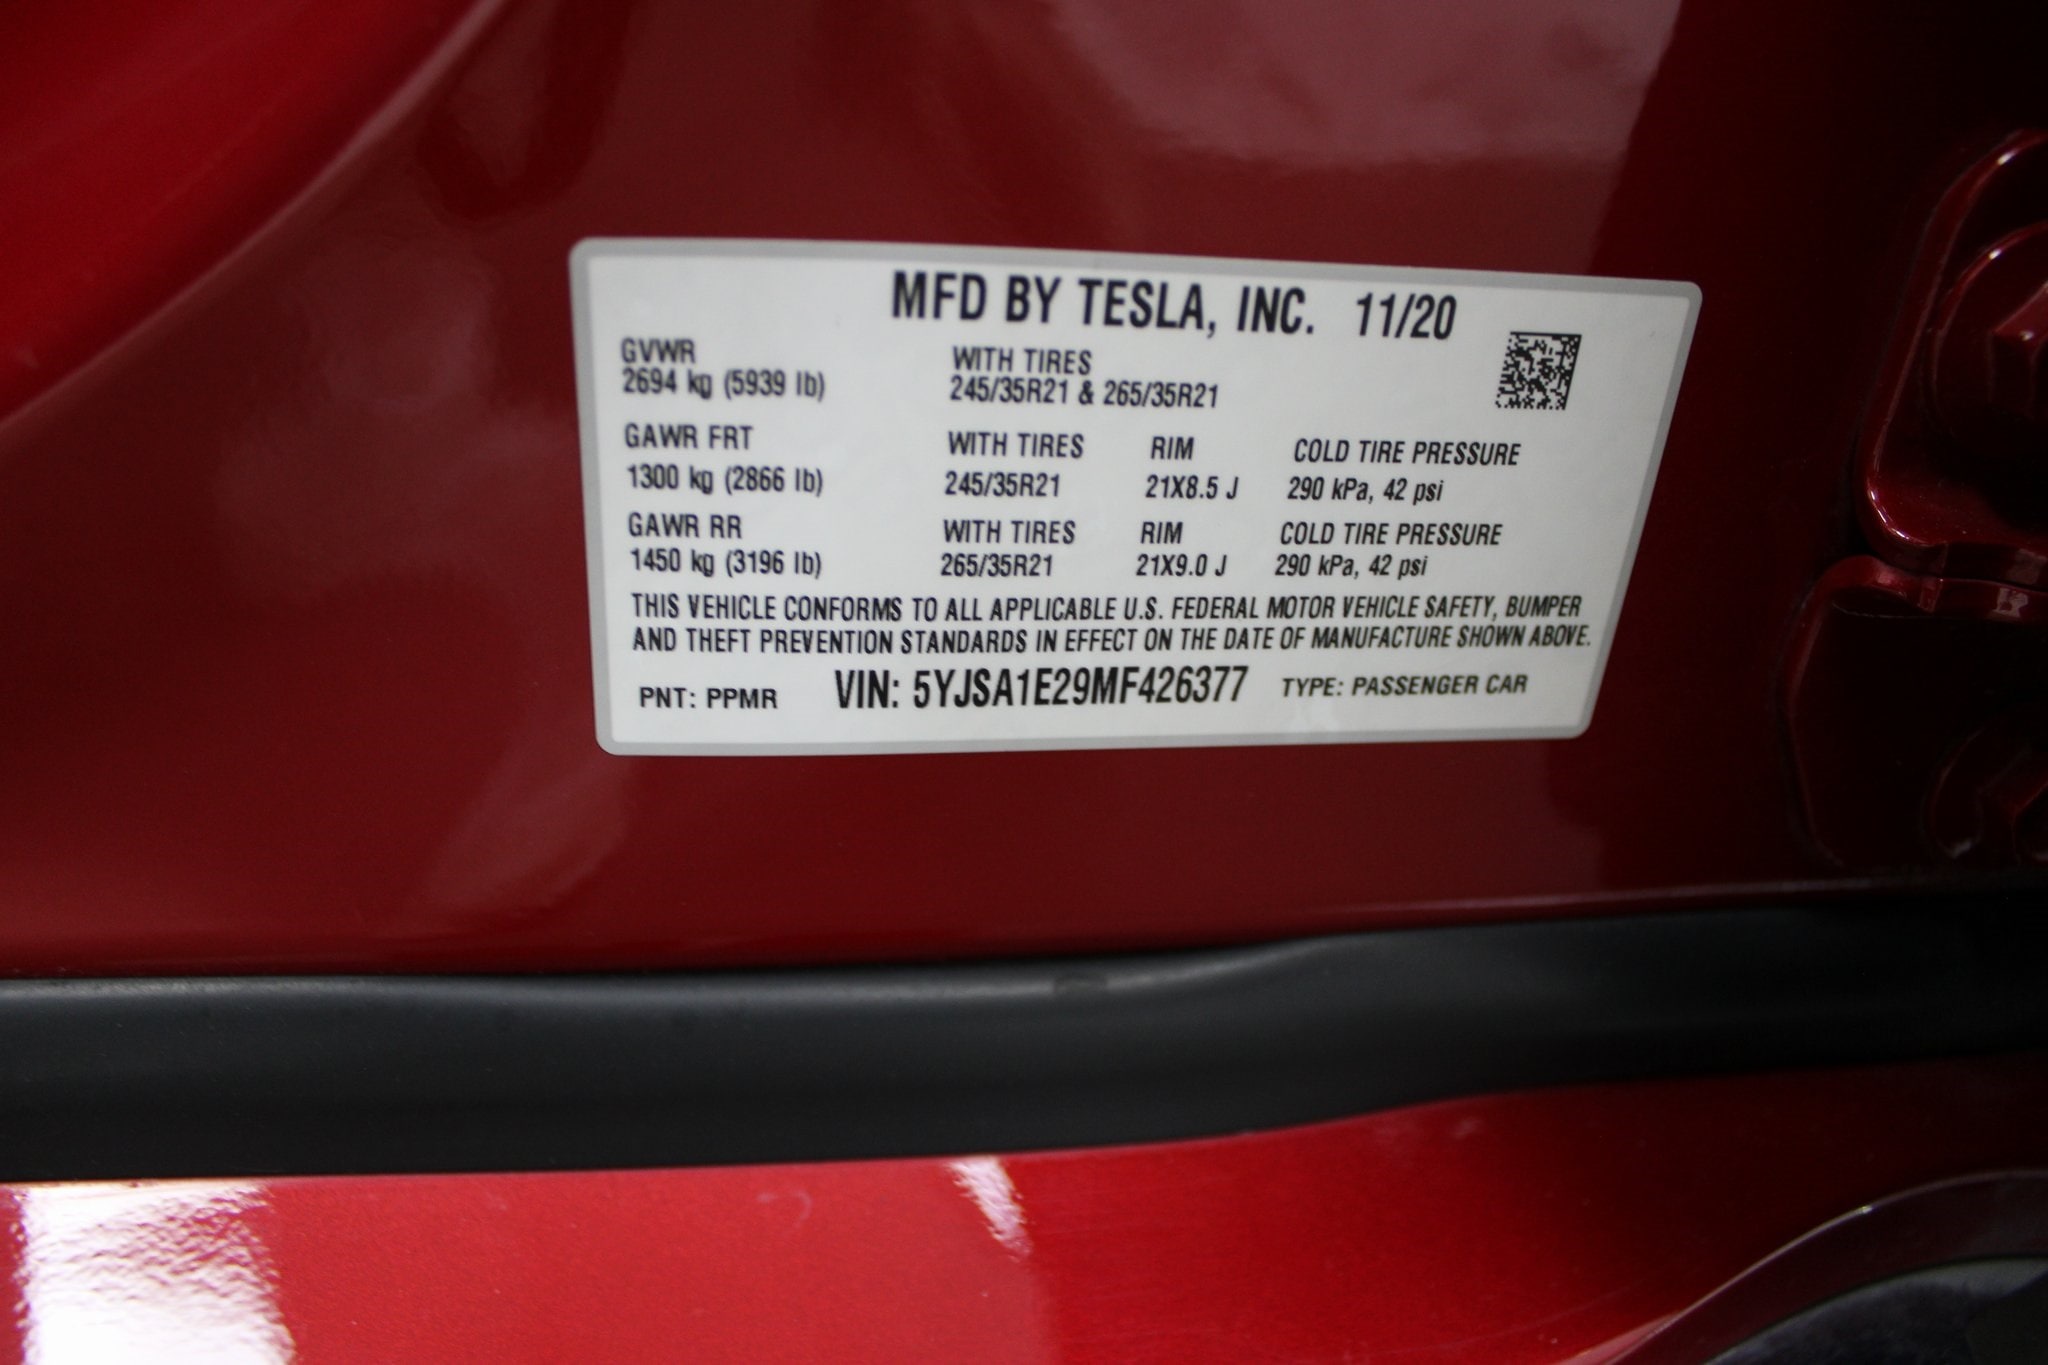 MFD BY TESLA, INC. 11/20
GVWR WITH TIRES
2694 kg (5939 lb) 245/35R21 & 265/35R21
GAWR FRT WITH TIRES RIM COLD TIRE PRESSURE
1300 kg (2866 lb) 245/35R21 21X8.5 J 290 kPa, 42 psi
GAWR RR WITH TIRES RIM COLD TIRE PRESSURE
1450 kg (3196 lb) 265/35R21 21X9.0 J 290 kPa, 42 psi
THIS VEHICLE CONFORMS TO ALL APPLICABLE U.S. FEDERAL MOTOR VEHICLE SAFETY, BUMPER
AND THEFT PREVENTION STANDARDS IN EFFECT ON THE DATE OF MANUFACTURE SHOWN ABOVE.
PNT: PPMR VIN: 5YJSA1E29MF426377 TYPE: PASSENGER CAR